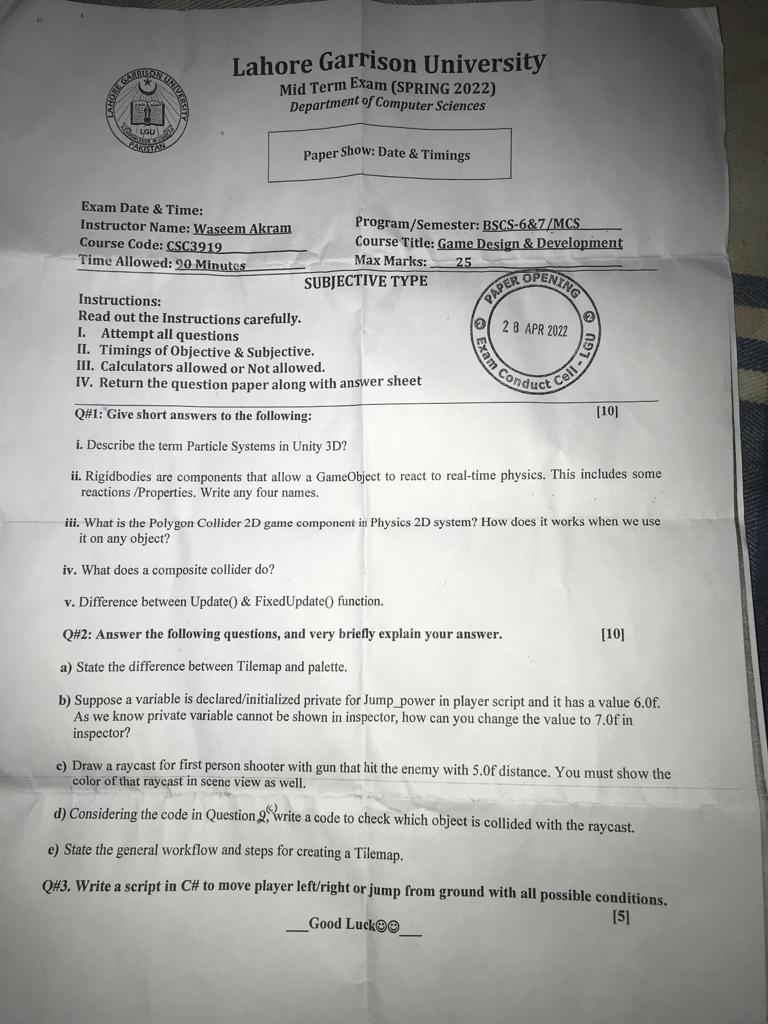 Lahore Garrison University
Mid Term Exam (SPRING 2022)
Department of Computer Sciences
LAHORE GARRISON UNIVERSITY
LGU
PAKISTAN
Paper Show: Date & Timings
Exam Date & Time:
Instructor Name: Waseem Akram
Program/Semester: BSCS-6&7/MCS
Course Code: CSC3919
Course Title: Game Design & Development
Time Allowed: 90 Minutes
Max Marks: 25
SUBJECTIVE TYPE
Instructions:
Read out the Instructions carefully.
I. Attempt all questions
II. Timings of Objective & Subjective.
III. Calculators allowed or Not allowed.
IV. Return the question paper along with answer sheet
PAPER OPENING
2 2
28 APR 2022
Exam Conduct Cell - LGU
Q#1: Give short answers to the following: [10]
i. Describe the term Particle Systems in Unity 3D?
ii. Rigidbodies are components that allow a GameObject to react to real-time physics. This includes some
reactions /Properties. Write any four names.
iii. What is the Polygon Collider 2D game component in Physics 2D system? How does it works when we use
it on any object?
iv. What does a composite collider do?
v. Difference between Update() & FixedUpdate() function.
Q#2: Answer the following questions, and very briefly explain your answer. [10]
a) State the difference between Tilemap and palette.
b) Suppose a variable is declared/initialized private for Jump_power in player script and it has a value 6.0f.
As we know private variable cannot be shown in inspector, how can you change the value to 7.0f in
inspector?
c) Draw a raycast for first person shooter with gun that hit the enemy with 5.0f distance. You must show the
color of that raycast in scene view as well.
d) Considering the code in Question 2(c), write a code to check which object is collided with the raycast.
e) State the general workflow and steps for creating a Tilemap.
Q#3. Write a script in C# to move player left/right or jump from ground with all possible conditions.
[5]
__Good Luck☺☺__